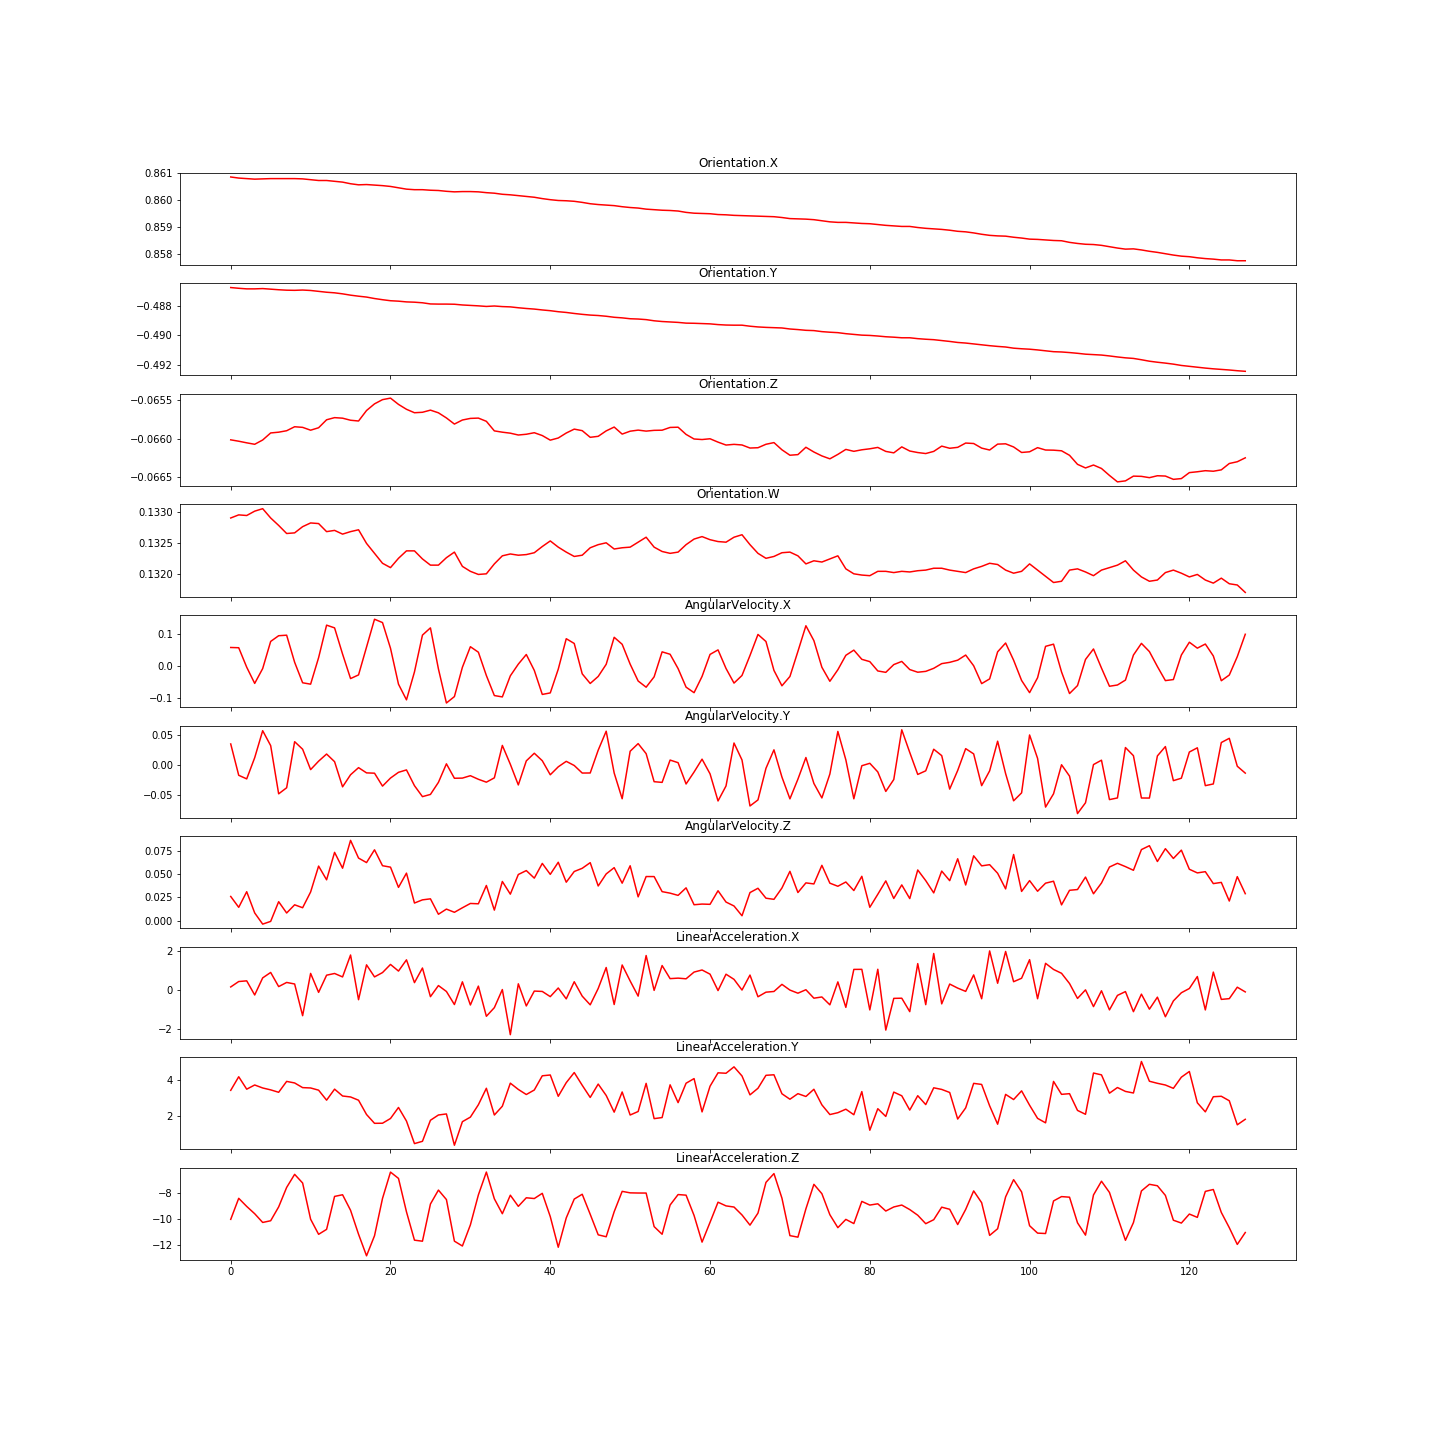 Orientation.X
0.861
0.860
0.859
0.858
Orientation.Y
−0.488
−0.490
−0.492
Orientation.Z
−0.0655
−0.0660
−0.0665
Orientation.W
0.1330
0.1325
0.1320
AngularVelocity.X
0.1
0.0
−0.1
AngularVelocity.Y
0.05
0.00
−0.05
AngularVelocity.Z
0.075
0.050
0.025
0.000
LinearAcceleration.X
2
0
−2
LinearAcceleration.Y
4
2
LinearAcceleration.Z
−8
−10
−12
0 20 40 60 80 100 120